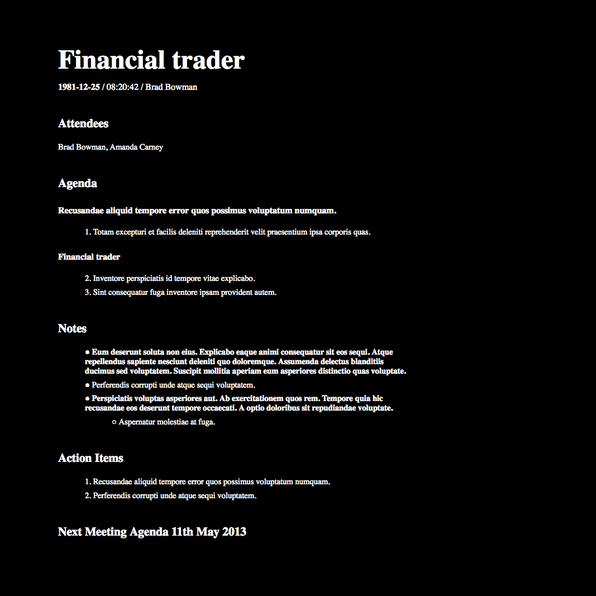 Financial trader
1981-12-25 / 08:20:42 / Brad Bowman
Attendees
Brad Bowman, Amanda Carney
Agenda
Recusandae aliquid tempore error quos possimus voluptatum numquam.
1. Totam excepturi et facilis deleniti reprehenderit velit praesentium ipsa corporis quas.
Financial trader
2. Inventore perspiciatis id tempore vitae explicabo.
3. Sint consequatur fuga inventore ipsam provident autem.
Notes
● Eum deserunt soluta non eius. Explicabo eaque animi consequatur sit eos sequi. Atque
repellendus sapiente nesciunt deleniti quo doloremque. Assumenda delectus blanditiis
ducimus sed voluptatem. Suscipit mollitia aperiam eum asperiores distinctio quas voluptate.
● Perferendis corrupti unde atque sequi voluptatem.
● Perspiciatis voluptas asperiores aut. Ab exercitationem quos rem. Tempore quia hic
recusandae eos deserunt tempore occaecati. A optio doloribus sit repudiandae voluptate.
○ Aspernatur molestiae at fuga.
Action Items
1. Recusandae aliquid tempore error quos possimus voluptatum numquam.
2. Perferendis corrupti unde atque sequi voluptatem.
Next Meeting Agenda 11th May 2013